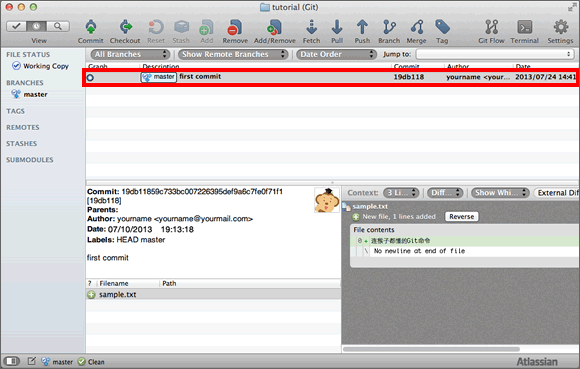 tutorial (Git)
View Commit Checkout Reset Stash Add Remove Add/Remove Fetch Pull Push Branch Merge Tag Git Flow Terminal Settings
FILE STATUS
Working Copy
BRANCHES
master
TAGS
REMOTES
STASHES
SUBMODULES
All Branches Show Remote Branches Date Order Jump to:
Graph Description Commit Author Date
master first commit 19db118 yourname <your... 2013/07/24 14:41
Commit: 19db11859c733bc007226395def9a6c7fe0f71f1
[19db118]
Parents:
Author: yourname <yourname@yourmail.com>
Date: 07/10/2013 19:13:18
Labels: HEAD master
first commit
? Filename Path
sample.txt
Context: 3 Li... Diff... Show Whi... External Dif
sample.txt
New file, 1 lines added Reverse
File contents
0 + 连猴子都懂的Git命令
\ No newline at end of file
master Clean
Atlassian